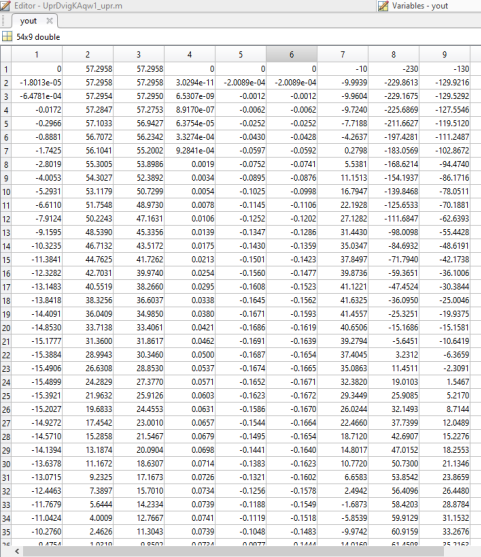 Editor - UprDvigKAqw1_upr.m Variables - yout
yout
54x9 double
1 2 3 4 5 6 7 8 9
1 0 57.2958 57.2958 0 0 0 -10 -230 -130
2 -1.8013e-05 57.2958 57.2958 3.0294e-11 -2.0089e-04 -2.0089e-04 -9.9939 -229.8613 -129.9216
3 -6.4781e-04 57.2954 57.2950 6.5307e-09 -0.0012 -0.0012 -9.9604 -229.1675 -129.5292
4 -0.0172 57.2847 57.2753 8.9170e-07 -0.0062 -0.0062 -9.7240 -225.6869 -127.5546
5 -0.2966 57.1033 56.9427 6.3754e-05 -0.0252 -0.0252 -7.7188 -211.6627 -119.5120
6 -0.8881 56.7072 56.2342 3.3274e-04 -0.0430 -0.0428 -4.2637 -197.4281 -111.2487
7 -1.7425 56.1041 55.2002 9.2841e-04 -0.0597 -0.0592 0.2798 -183.0569 -102.8672
8 -2.8019 55.3005 53.8986 0.0019 -0.0752 -0.0741 5.5381 -168.6214 -94.4740
9 -4.0053 54.3027 52.3892 0.0034 -0.0895 -0.0876 11.1513 -154.1937 -86.1716
10 -5.2931 53.1179 50.7299 0.0054 -0.1025 -0.0998 16.7947 -139.8468 -78.0511
11 -6.6110 51.7548 48.9730 0.0078 -0.1145 -0.1106 22.1928 -125.6533 -70.1881
12 -7.9124 50.2243 47.1631 0.0106 -0.1252 -0.1202 27.1282 -111.6847 -62.6393
13 -9.1595 48.5390 45.3356 0.0139 -0.1347 -0.1286 31.4430 -98.0098 -55.4428
14 -10.3235 46.7132 43.5172 0.0175 -0.1430 -0.1359 35.0347 -84.6932 -48.6191
15 -11.3841 44.7625 41.7262 0.0213 -0.1501 -0.1423 37.8497 -71.7940 -42.1738
16 -12.3282 42.7031 39.9740 0.0254 -0.1560 -0.1477 39.8736 -59.3651 -36.1006
17 -13.1483 40.5519 38.2660 0.0295 -0.1608 -0.1523 41.1221 -47.4524 -30.3844
18 -13.8418 38.3256 36.6037 0.0338 -0.1645 -0.1562 41.6325 -36.0950 -25.0046
19 -14.4091 36.0409 34.9850 0.0380 -0.1671 -0.1593 41.4557 -25.3251 -19.9375
20 -14.8530 33.7138 33.4061 0.0421 -0.1686 -0.1619 40.6506 -15.1686 -15.1581
21 -15.1777 31.3600 31.8617 0.0462 -0.1691 -0.1639 39.2794 -5.6451 -10.6419
22 -15.3884 28.9943 30.3460 0.0500 -0.1687 -0.1654 37.4045 3.2312 -6.3659
23 -15.4906 26.6308 28.8530 0.0537 -0.1674 -0.1665 35.0863 11.4511 -2.3091
24 -15.4899 24.2829 27.3770 0.0571 -0.1652 -0.1671 32.3820 19.0103 1.5467
25 -15.3921 21.9632 25.9126 0.0603 -0.1623 -0.1672 29.3449 25.9085 5.2170
26 -15.2027 19.6833 24.4553 0.0631 -0.1586 -0.1670 26.0244 32.1493 8.7144
27 -14.9272 17.4542 23.0010 0.0657 -0.1544 -0.1664 22.4660 37.7399 12.0489
28 -14.5710 15.2858 21.5467 0.0679 -0.1495 -0.1654 18.7120 42.6907 15.2276
29 -14.1394 13.1874 20.0904 0.0698 -0.1441 -0.1640 14.8017 47.0152 18.2553
30 -13.6378 11.1672 18.6307 0.0714 -0.1383 -0.1623 10.7720 50.7300 21.1346
31 -13.0715 9.2325 17.1673 0.0726 -0.1321 -0.1602 6.6583 53.8542 23.8659
32 -12.4463 7.3897 15.7010 0.0734 -0.1256 -0.1578 2.4942 56.4096 26.4480
33 -11.7679 5.6444 14.2334 0.0739 -0.1188 -0.1549 -1.6873 58.4203 28.8784
34 -11.0424 4.0009 12.7667 0.0741 -0.1119 -0.1518 -5.8539 59.9129 31.1532
35 -10.2760 2.4626 11.3043 0.0739 -0.1048 -0.1483 -9.9742 60.9159 33.2676